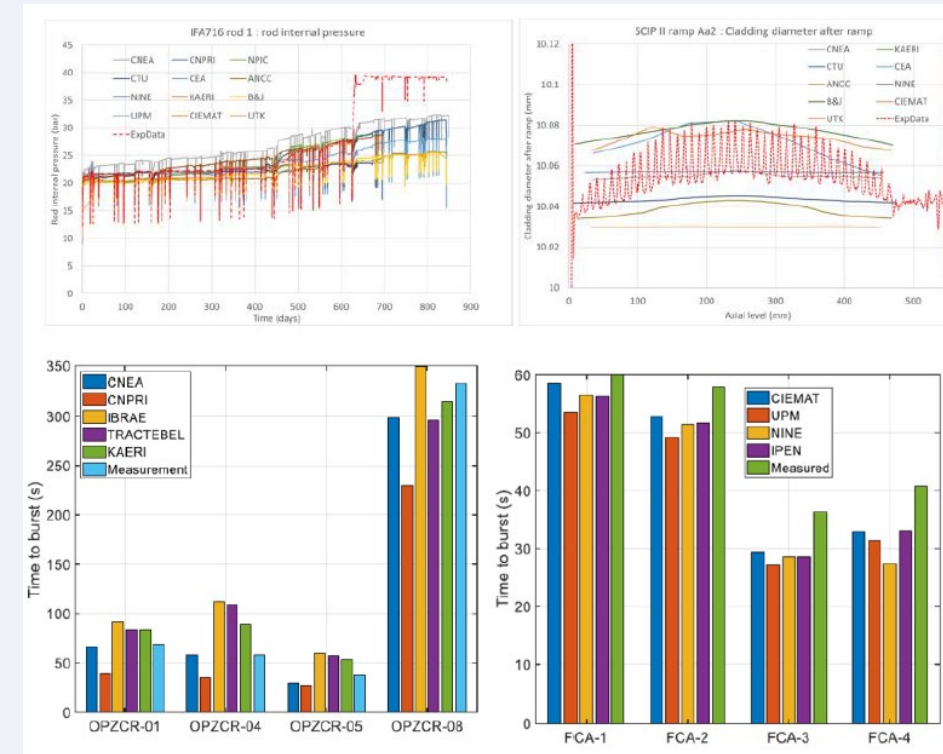 IFA716 rod 1 : rod internal pressure
Rod internal pressure (bar)
45
40
35
30
25
20
15
10
5
0
CNEA CNPRI NPIC
CTU CEA ANCC
NINE KAERI B&J
UPM CIEMAT UTK
ExpData
0 100 200 300 400 500 600 700 800 900
Time (days)
SCIP II ramp Aa2 : Cladding diameter after ramp
Cladding diameter after ramp (mm)
10.12
10.1
10.08
10.06
10.04
10.02
10
CNEA KAERI
CTU CEA
ANCC NINE
B&J CIEMAT
UTK ExpData
0 100 200 300 400 500
Axial level (mm)
Time to burst (s)
350
300
250
200
150
100
50
0
CNEA
CNPRI
IBRAE
TRACTEBEL
KAERI
Measurement
OPZCR-01 OPZCR-04 OPZCR-05 OPZCR-08
Time to burst (s)
60
50
40
30
20
10
0
CIEMAT
UPM
NINE
IPEN
Measured
FCA-1 FCA-2 FCA-3 FCA-4